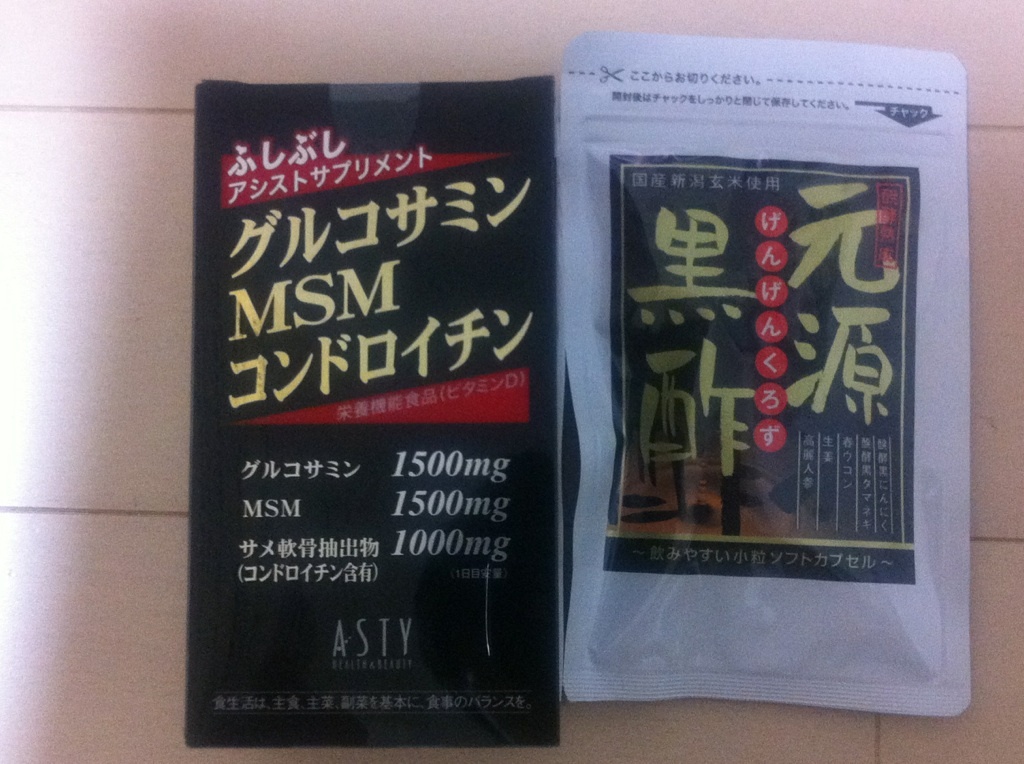 ふしぶし
アシストサプリメント
グルコサミン
MSM
コンドロイチン
栄養機能食品(ビタミンD)
グルコサミン 1500mg
MSM 1500mg
サメ軟骨抽出物 1000mg
(コンドロイチン含有)
(1日目安量)
ASTY
HEALTH & BEAUTY
食生活は、主食、主菜、副菜を基本に、食事のバランスを。
ここからお切りください。
開封後はチャックをしっかりと閉じて保存してください。
チャック
国産新潟玄米使用
元源
げんげんくろず
黒酢
醗酵黒にんにく
醗酵黒タマネギ
春ウコン
生姜
高麗人参
～飲みやすい小粒ソフトカプセル～